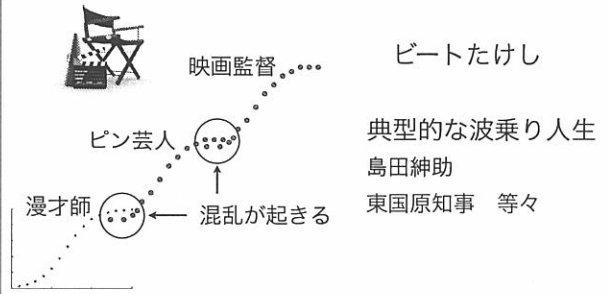 映画監督
ビートたけし
ピン芸人
典型的な波乗り人生
島田紳助
漫才師
混乱が起きる
東国原知事　等々